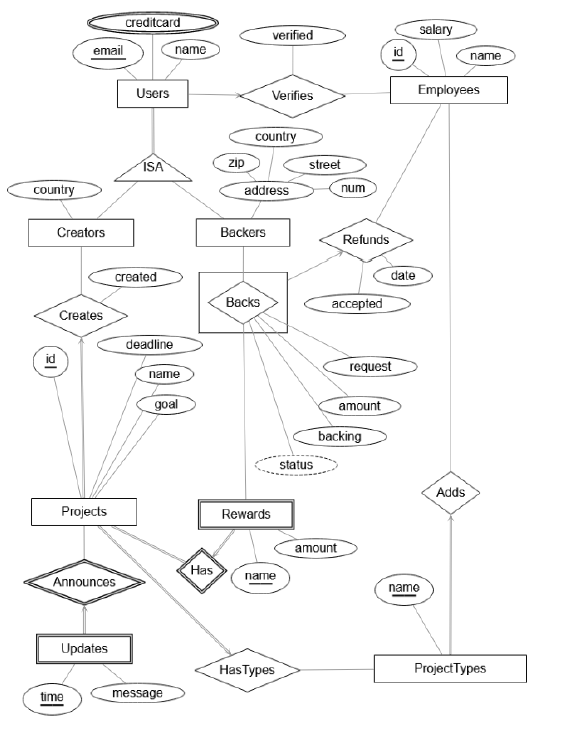 creditcard
email
name
verified
salary
id
name
Users
Verifies
Employees
country
ISA
zip
street
country
address
num
Creators
Backers
Refunds
created
date
Creates
Backs
accepted
deadline
id
name
request
goal
amount
backing
status
Adds
Projects
Rewards
amount
Announces
Has
name
name
Updates
HasTypes
ProjectTypes
time
message